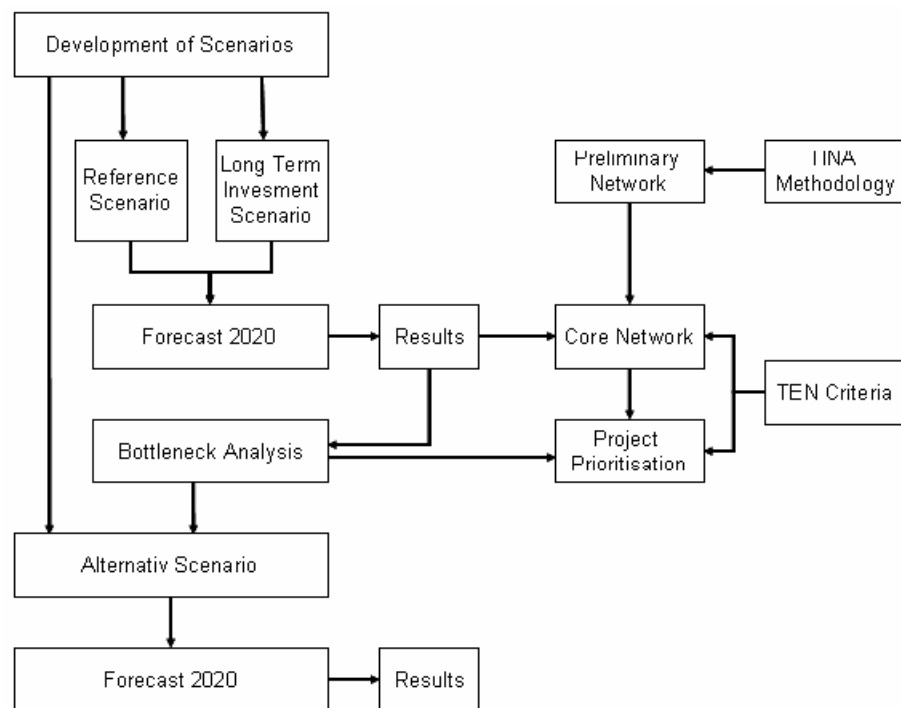 Development of Scenarios
Reference
Scenario
Long Term
Invesment
Scenario
Preliminary
Network
Methodology
Forecast 2020
Results
Core Network
TEN Criteria
Bottleneck Analysis
Project
Prioritisation
Alternativ Scenario
Forecast 2020
Results